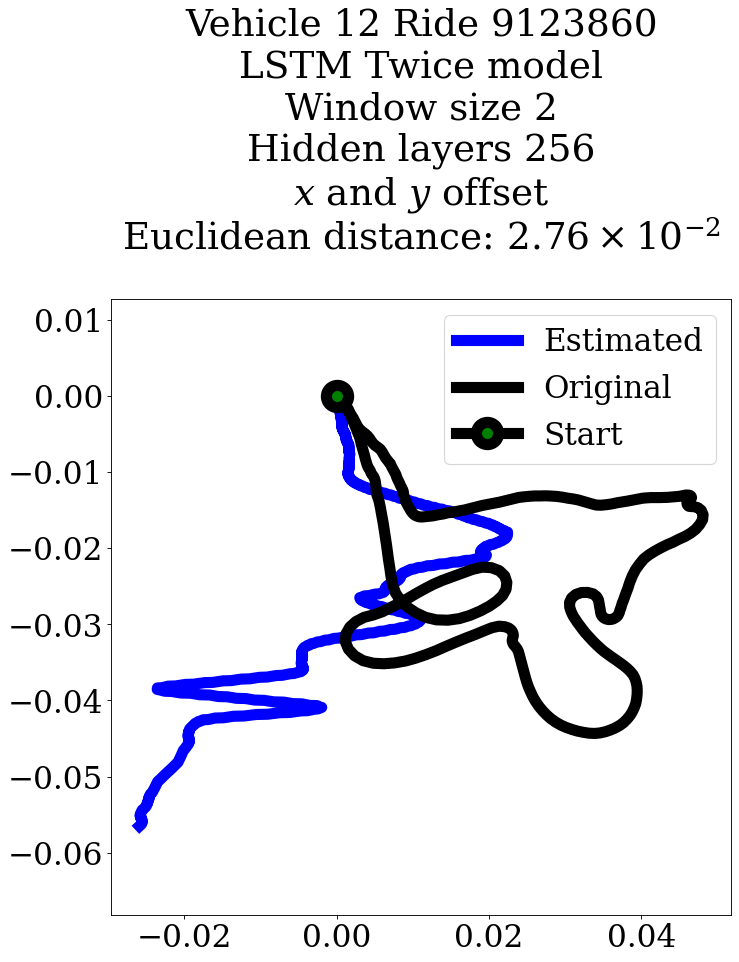 Vehicle 12 Ride 9123860
LSTM Twice model
Window size 2
Hidden layers 256
x and y offset
Euclidean distance: 2.76 × 10⁻²
Estimated
Original
Start
0.01
0.00
−0.01
−0.02
−0.03
−0.04
−0.05
−0.06
−0.02 0.00 0.02 0.04